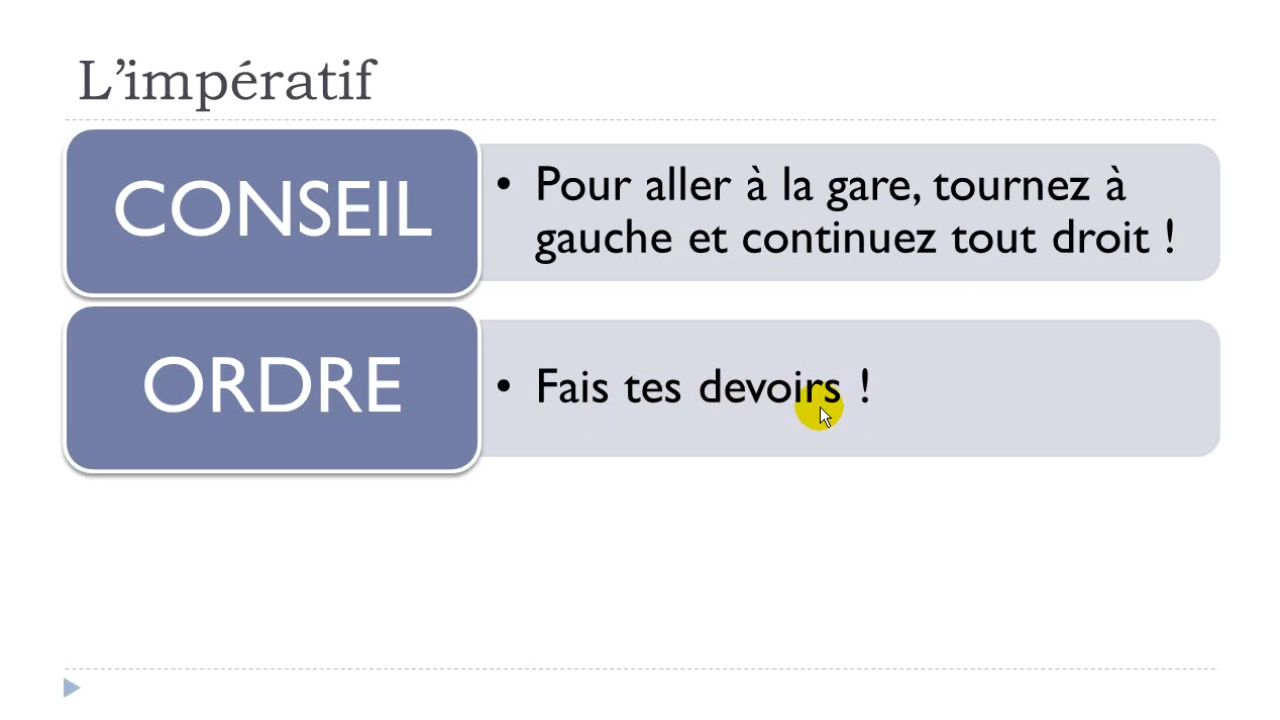 L’impératif
CONSEIL
• Pour aller à la gare, tournez à
gauche et continuez tout droit !
ORDRE
• Fais tes devoirs !